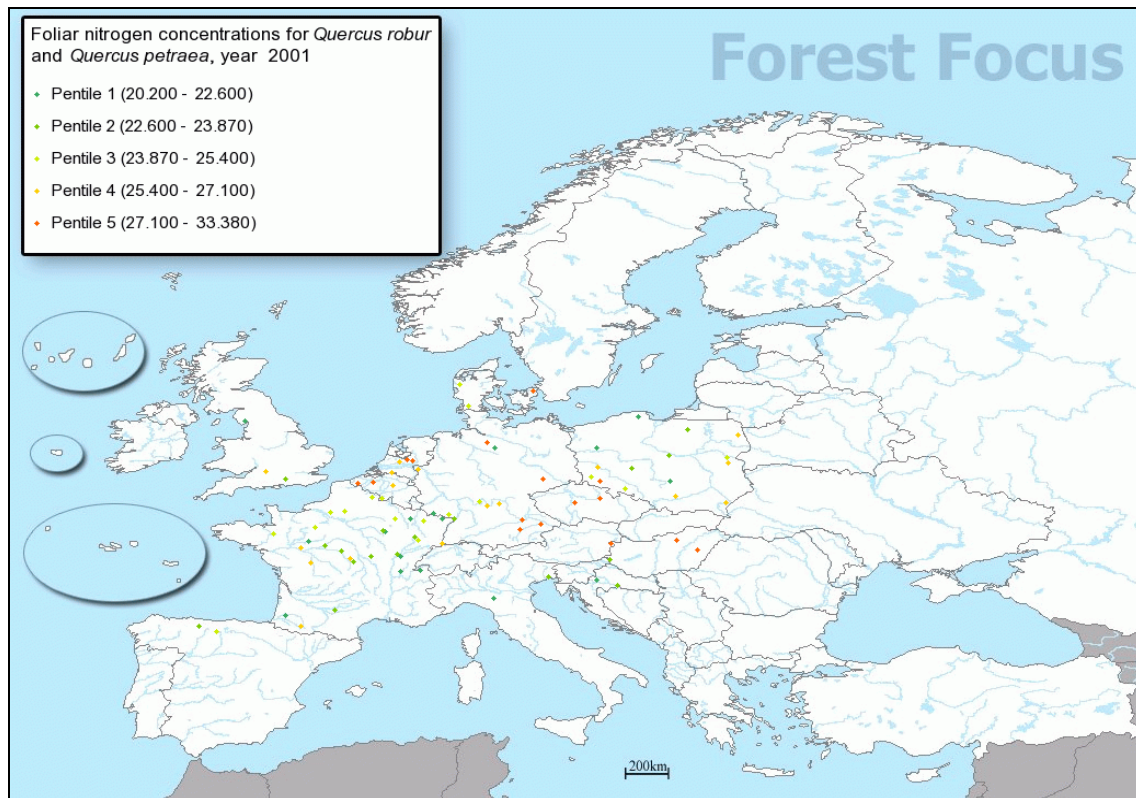 Foliar nitrogen concentrations for Quercus robur
and Quercus petraea, year 2001
Pentile 1 (20.200 - 22.600)
Pentile 2 (22.600 - 23.870)
Pentile 3 (23.870 - 25.400)
Pentile 4 (25.400 - 27.100)
Pentile 5 (27.100 - 33.380)
Forest Focus
200km